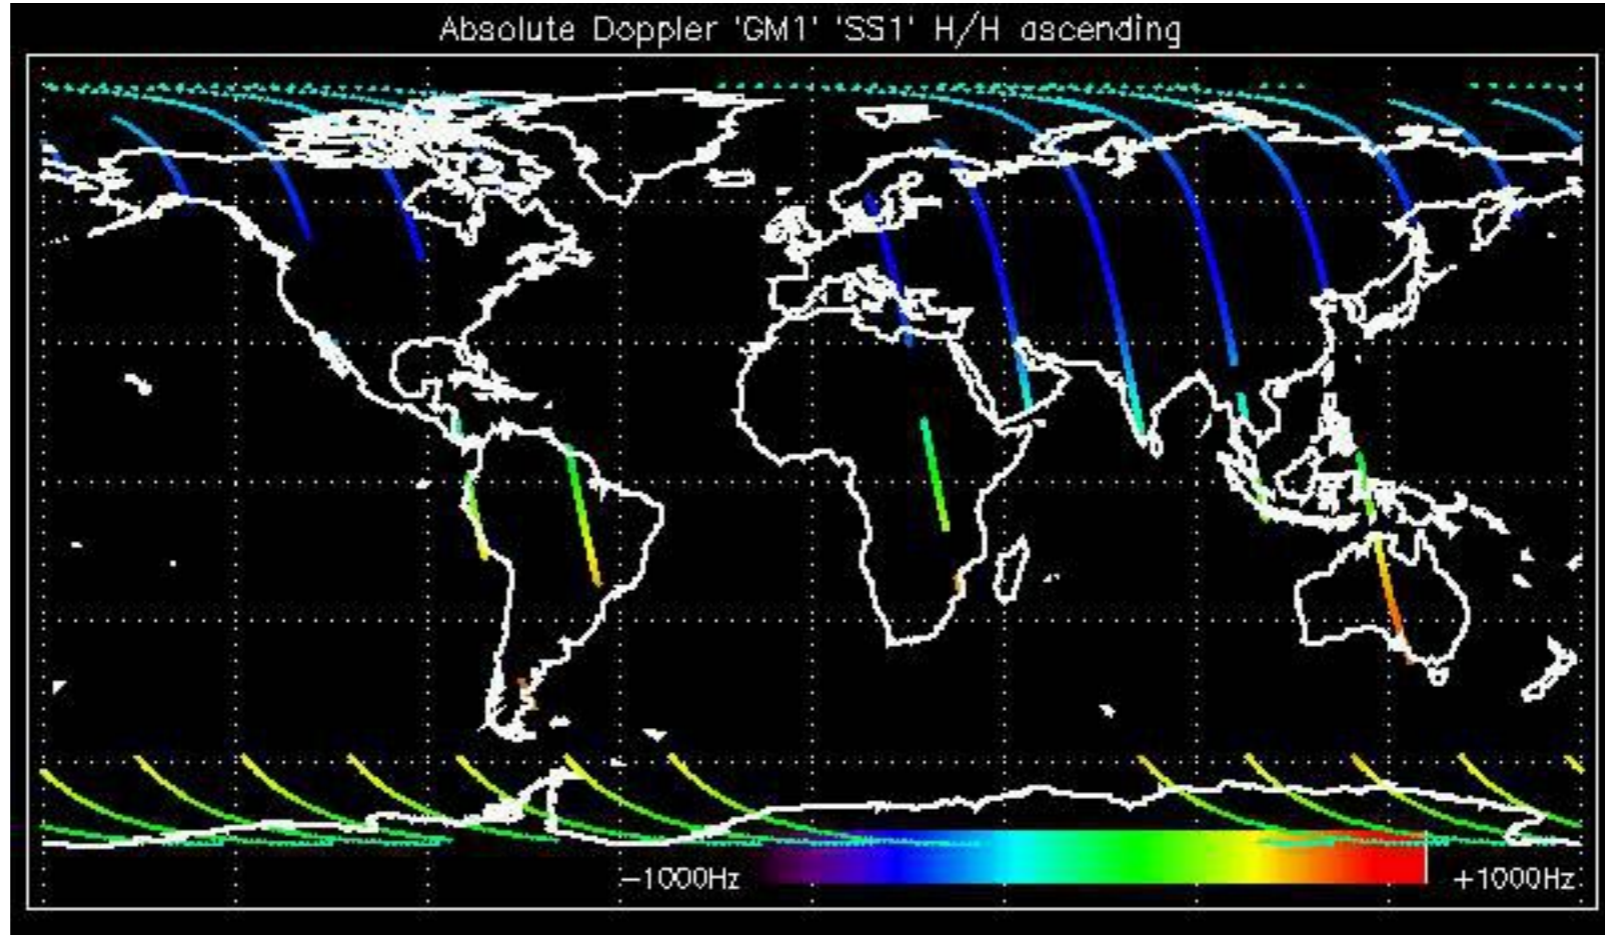 Absolute Doppler 'GM1' 'SS1' H/H ascending
−1000Hz +1000Hz